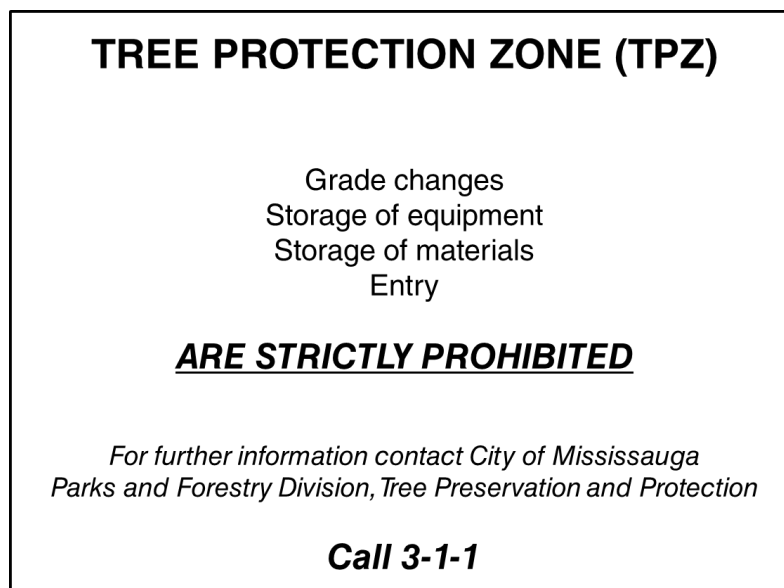 TREE PROTECTION ZONE (TPZ)
Grade changes
Storage of equipment
Storage of materials
Entry
ARE STRICTLY PROHIBITED
For further information contact City of Mississauga
Parks and Forestry Division, Tree Preservation and Protection
Call 3-1-1